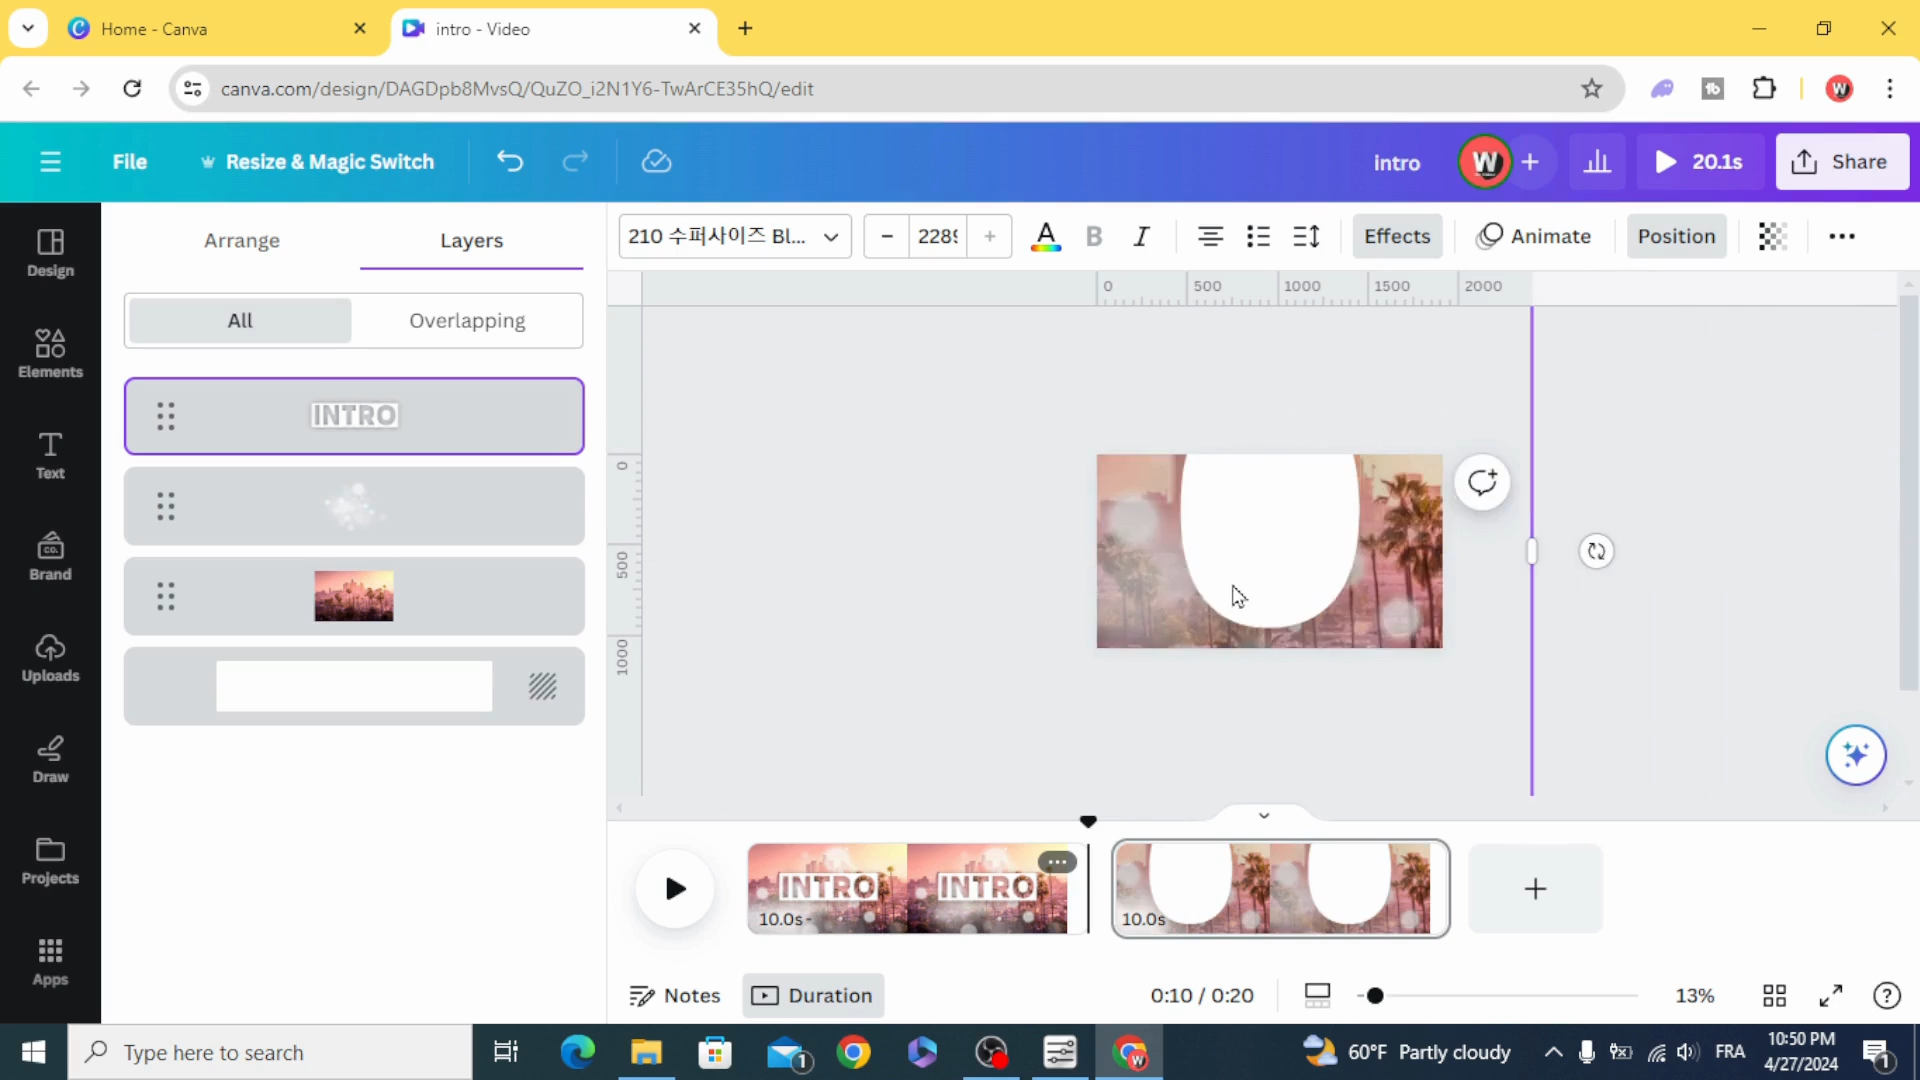 Home - Canva
intro - Video
canva.com/design/DAGDpb8MvsQ/QuZO_i2N1Y6-TwArCE35hQ/edit
File
Resize & Magic Switch
intro
W
20.1s
Share
Design
Elements
Text
Brand
Uploads
Draw
Projects
Apps
Arrange
Layers
All
Overlapping
INTRO
210 수퍼사이즈 Bl...
2289
Effects
Animate
Position
0 500 1000 1500 2000
0
500
1000
INTRO INTRO
10.0s
10.0s
Notes
Duration
0:10 / 0:20
13%
Type here to search
1
60°F Partly cloudy
FRA
10:50 PM
4/27/2024
1